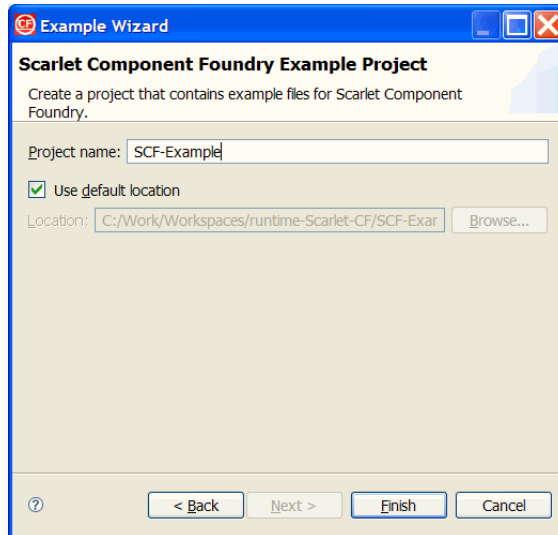 CF Example Wizard
Scarlet Component Foundry Example Project
Create a project that contains example files for Scarlet Component
Foundry.
Project name: SCF-Example
Use default location
Location: C:/Work/Workspaces/runtime-Scarlet-CF/SCF-Exar Browse...
? < Back Next > Finish Cancel